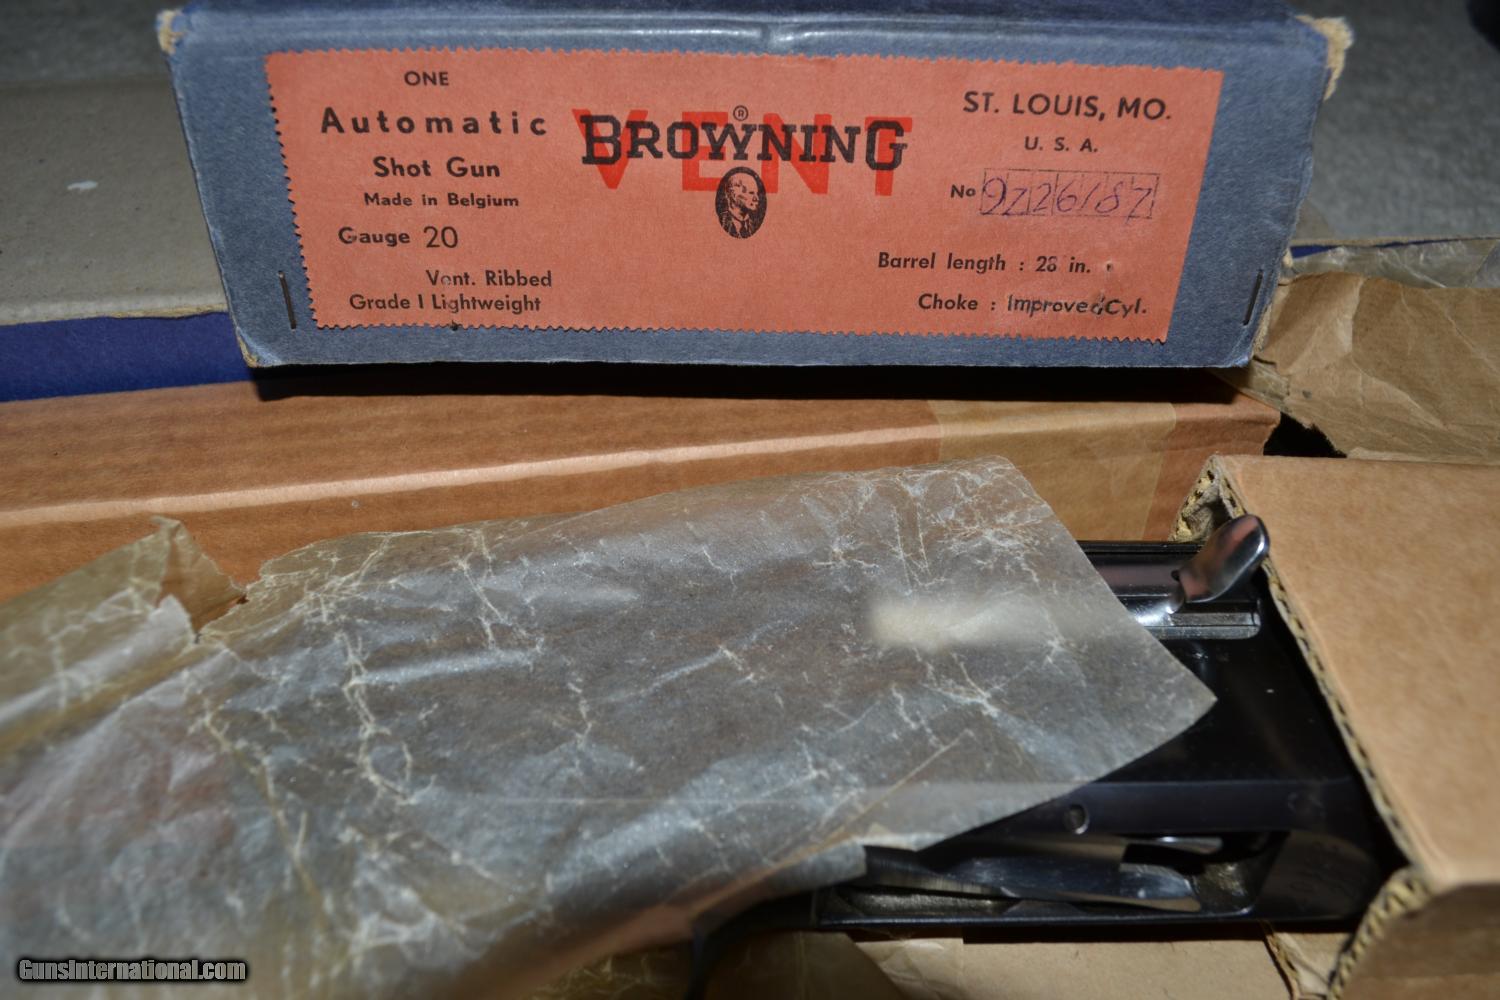 ONE
Automatic
Shot Gun
Made in Belgium
Gauge 20
Vent. Ribbed
Grade I Lightweight
VENT
®
BROWNING
ST. LOUIS, MO.
U. S. A.
No 9Z26187
Barrel length : 28 in.
Choke : Improved Cyl.
GunsInternational.com